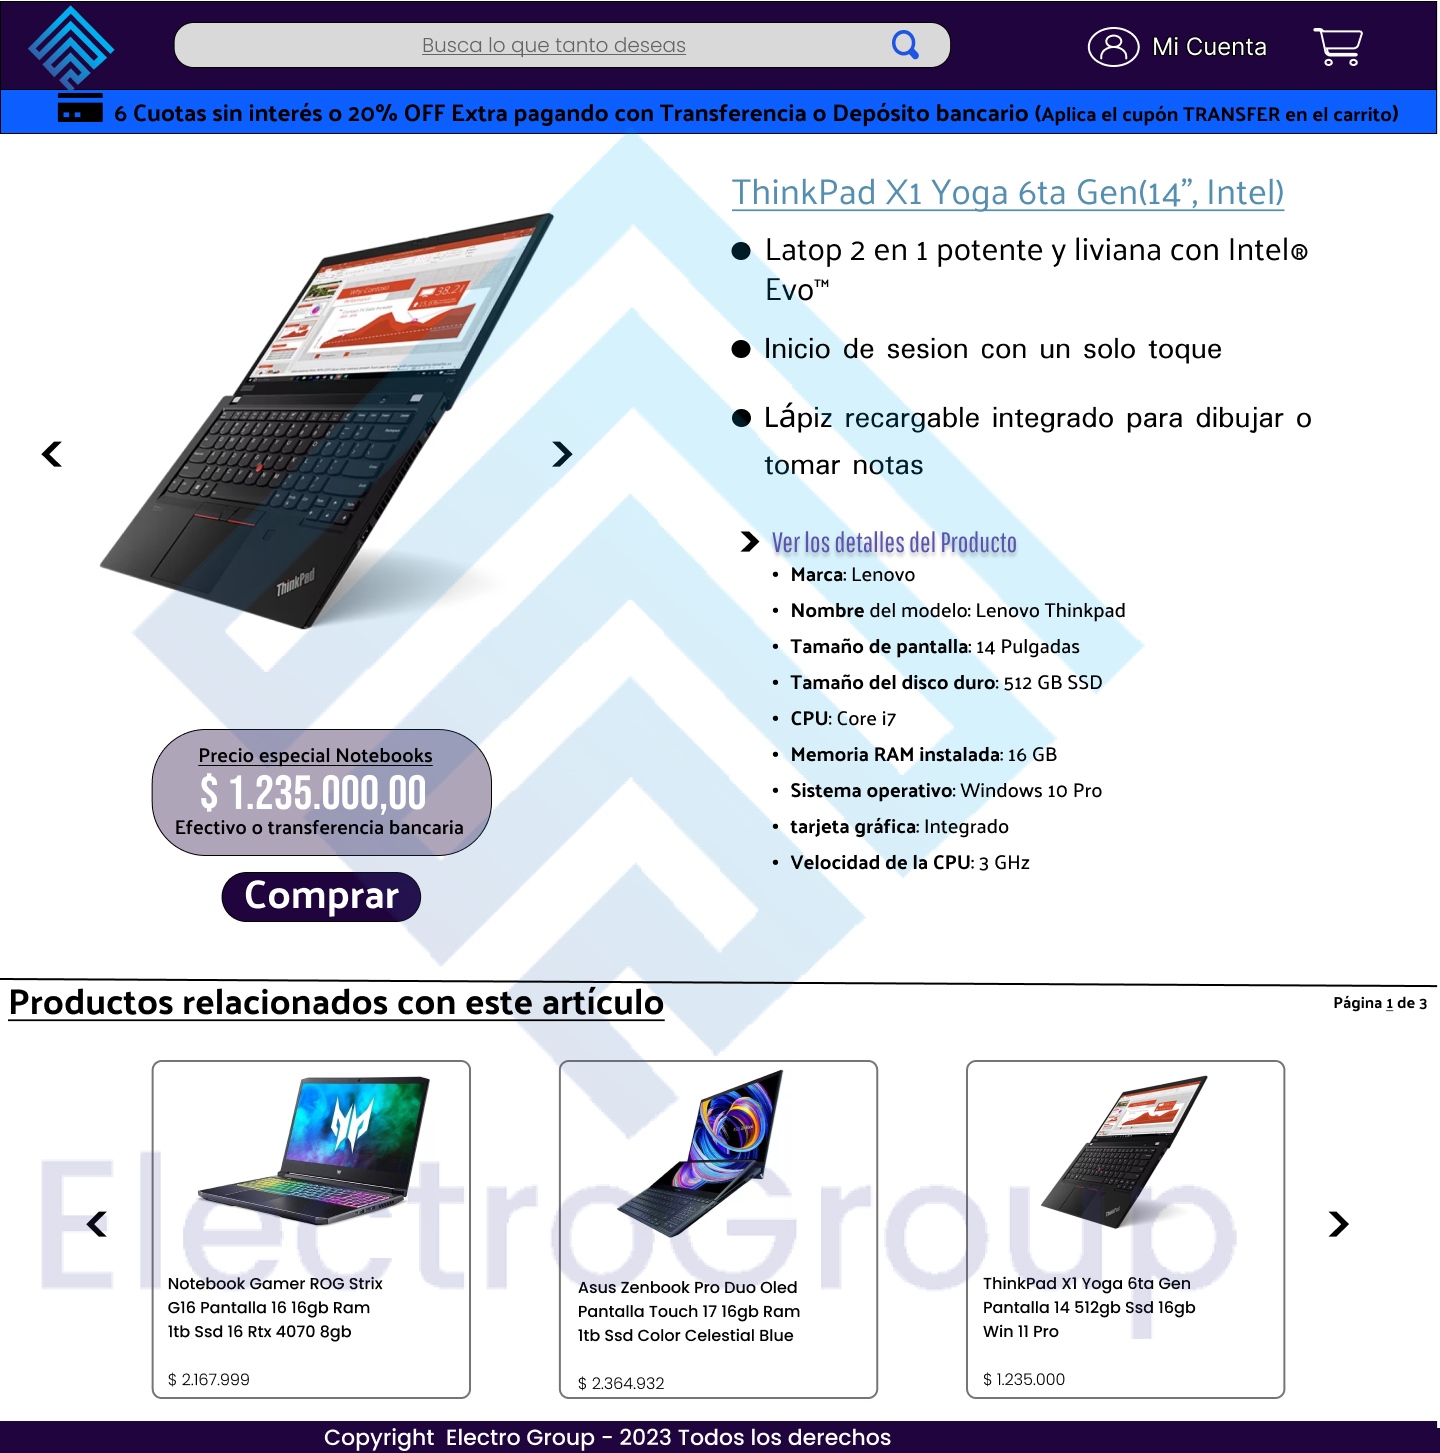 Busca lo que tanto deseas
Mi Cuenta
6 Cuotas sin interés o 20% OFF Extra pagando con Transferencia o Depósito bancario (Aplica el cupón TRANSFER en el carrito)
ThinkPad X1 Yoga 6ta Gen(14”, Intel)
● Latop 2 en 1 potente y liviana con Intel®
Evo™
● Inicio de sesion con un solo toque
● Lápiz recargable integrado para dibujar o
tomar notas
Why Contoso
38.21
ThinkPad
Ver los detalles del Producto
• Marca: Lenovo
• Nombre del modelo: Lenovo Thinkpad
• Tamaño de pantalla: 14 Pulgadas
• Tamaño del disco duro: 512 GB SSD
• CPU: Core i7
• Memoria RAM instalada: 16 GB
• Sistema operativo: Windows 10 Pro
• tarjeta gráfica: Integrado
• Velocidad de la CPU: 3 GHz
Precio especial Notebooks
$ 1.235.000,00
Efectivo o transferencia bancaria
Comprar
Productos relacionados con este artículo
Página 1 de 3
ElectroGroup
Notebook Gamer ROG Strix
G16 Pantalla 16 16gb Ram
1tb Ssd 16 Rtx 4070 8gb
$ 2.167.999
Asus Zenbook Pro Duo Oled
Pantalla Touch 17 16gb Ram
1tb Ssd Color Celestial Blue
$ 2.364.932
ThinkPad X1 Yoga 6ta Gen
Pantalla 14 512gb Ssd 16gb
Win 11 Pro
$ 1.235.000
Copyright Electro Group - 2023 Todos los derechos